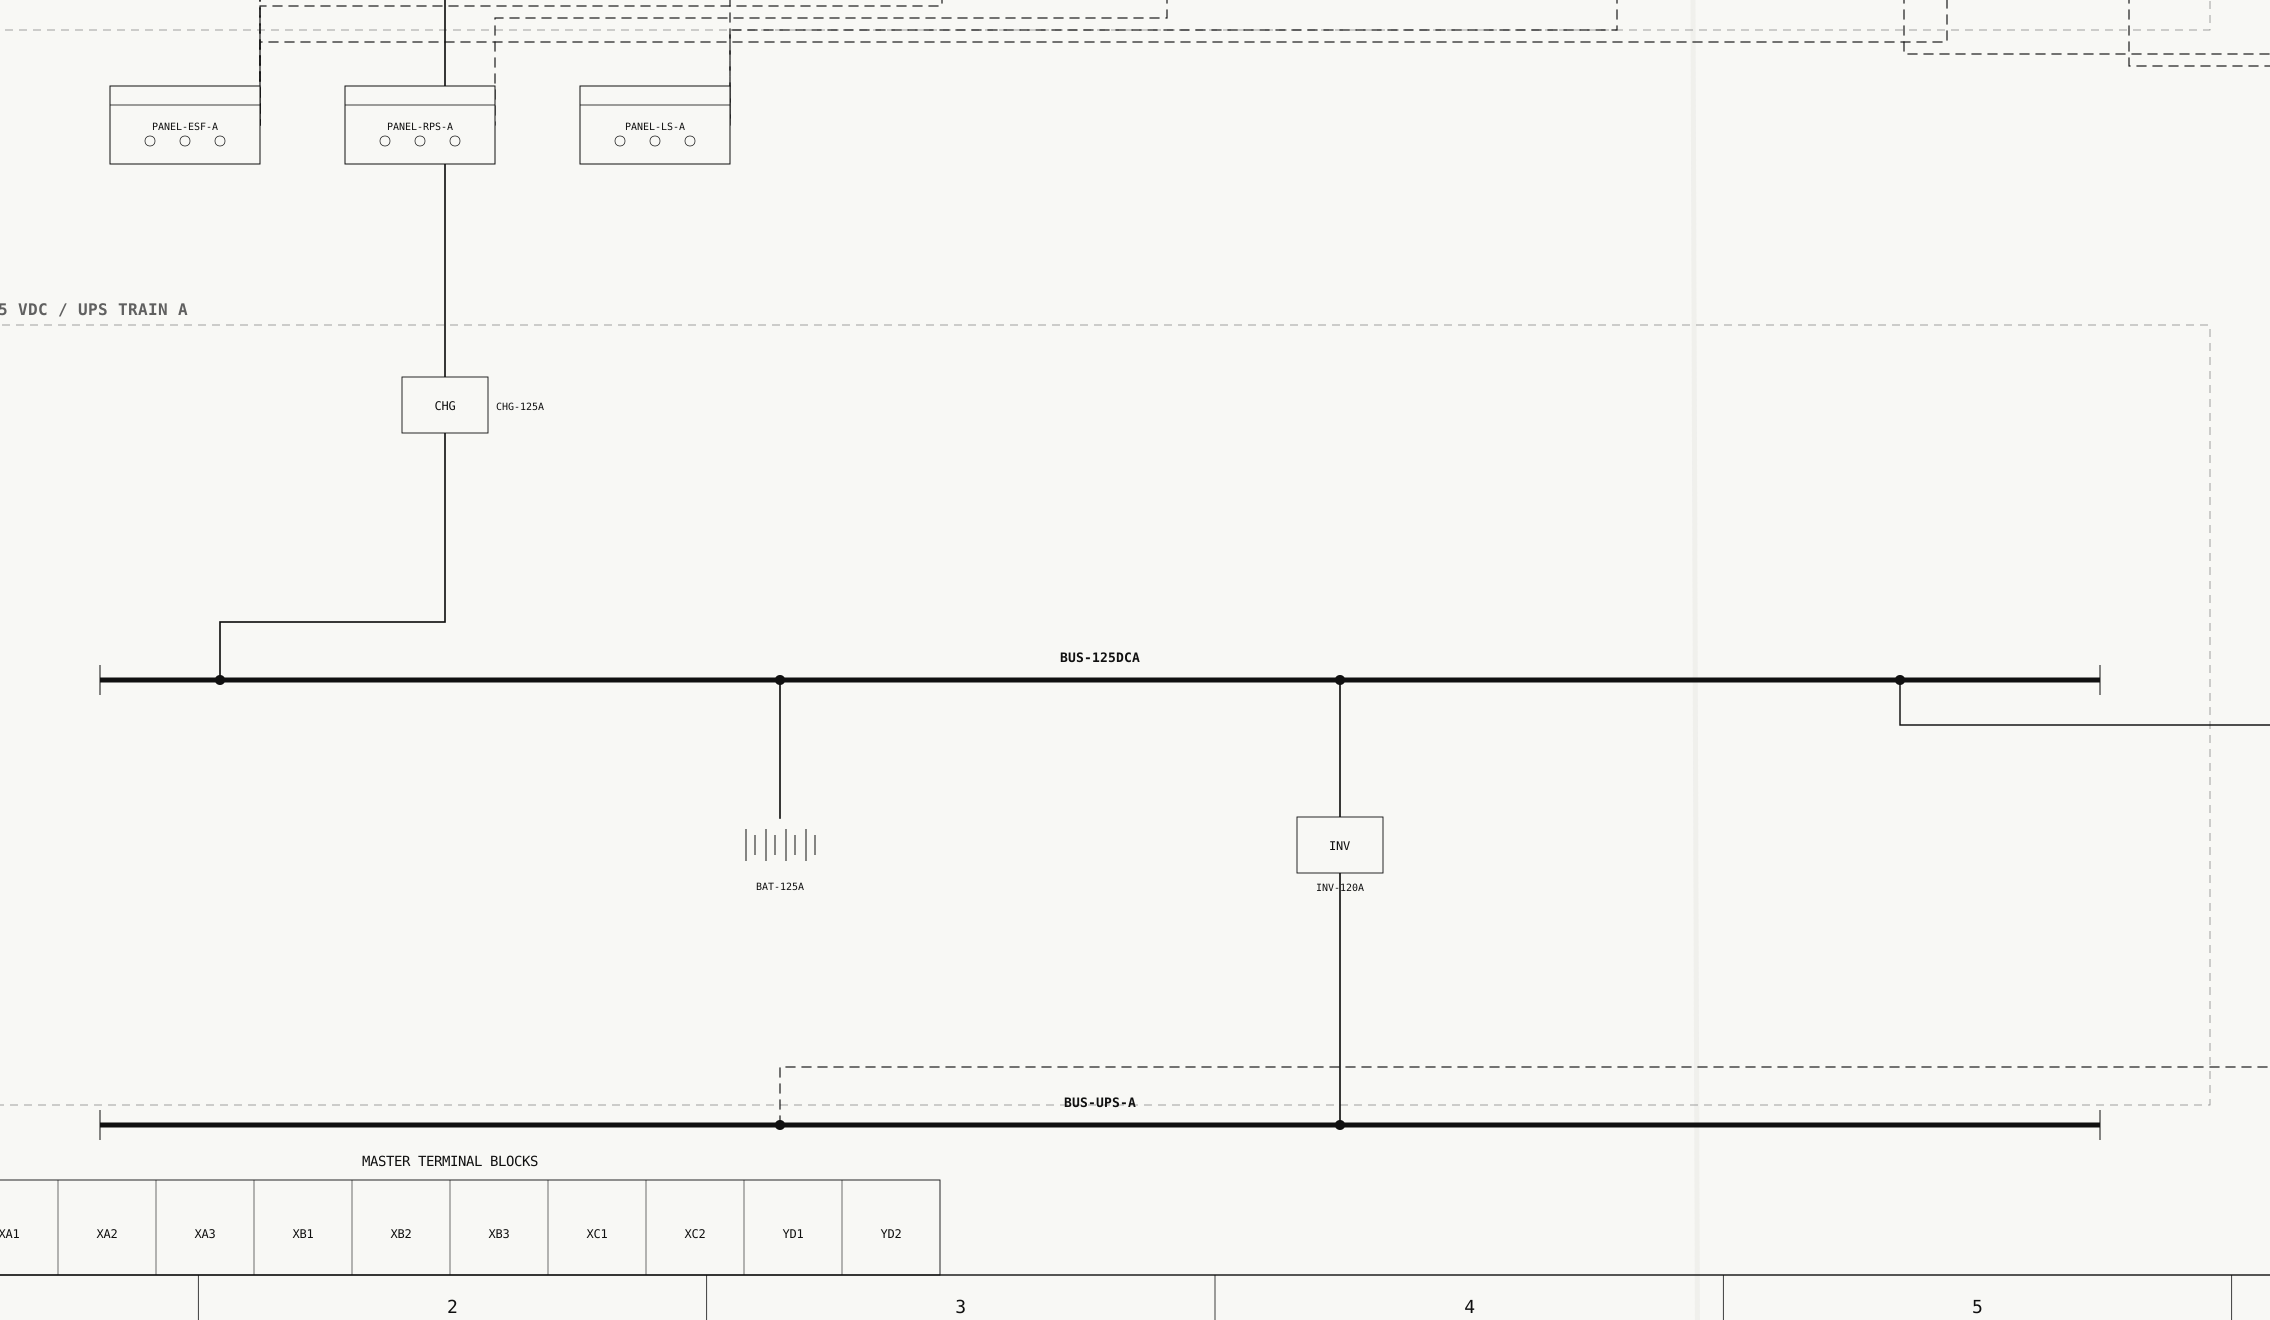 PANEL-ESF-A
PANEL-RPS-A
PANEL-LS-A
5 VDC / UPS TRAIN A
CHG
CHG-125A
BUS-125DCA
INV
BAT-125A
INV-120A
BUS-UPS-A
MASTER TERMINAL BLOCKS
XA1
XA2
XA3
XB1
XB2
XB3
XC1
XC2
YD1
YD2
2
3
4
5